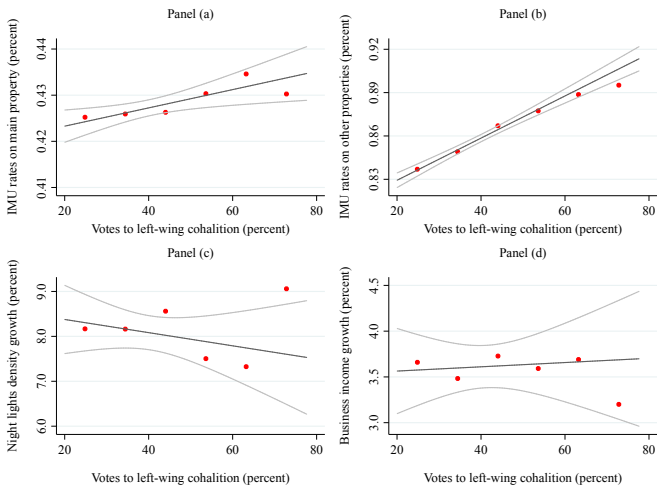 Panel (a)
IMU rates on main property (percent)
0.44
0.43
0.42
0.41
20 40 60 80
Votes to left-wing cohalition (percent)
Panel (b)
IMU rates on other properties (percent)
0.92
0.89
0.86
0.83
20 40 60 80
Votes to left-wing cohalition (percent)
Panel (c)
Night lights density growth (percent)
9.0
8.0
7.0
6.0
20 40 60 80
Votes to left-wing cohalition (percent)
Panel (d)
Business income growth (percent)
4.5
4.0
3.5
3.0
20 40 60 80
Votes to left-wing cohalition (percent)